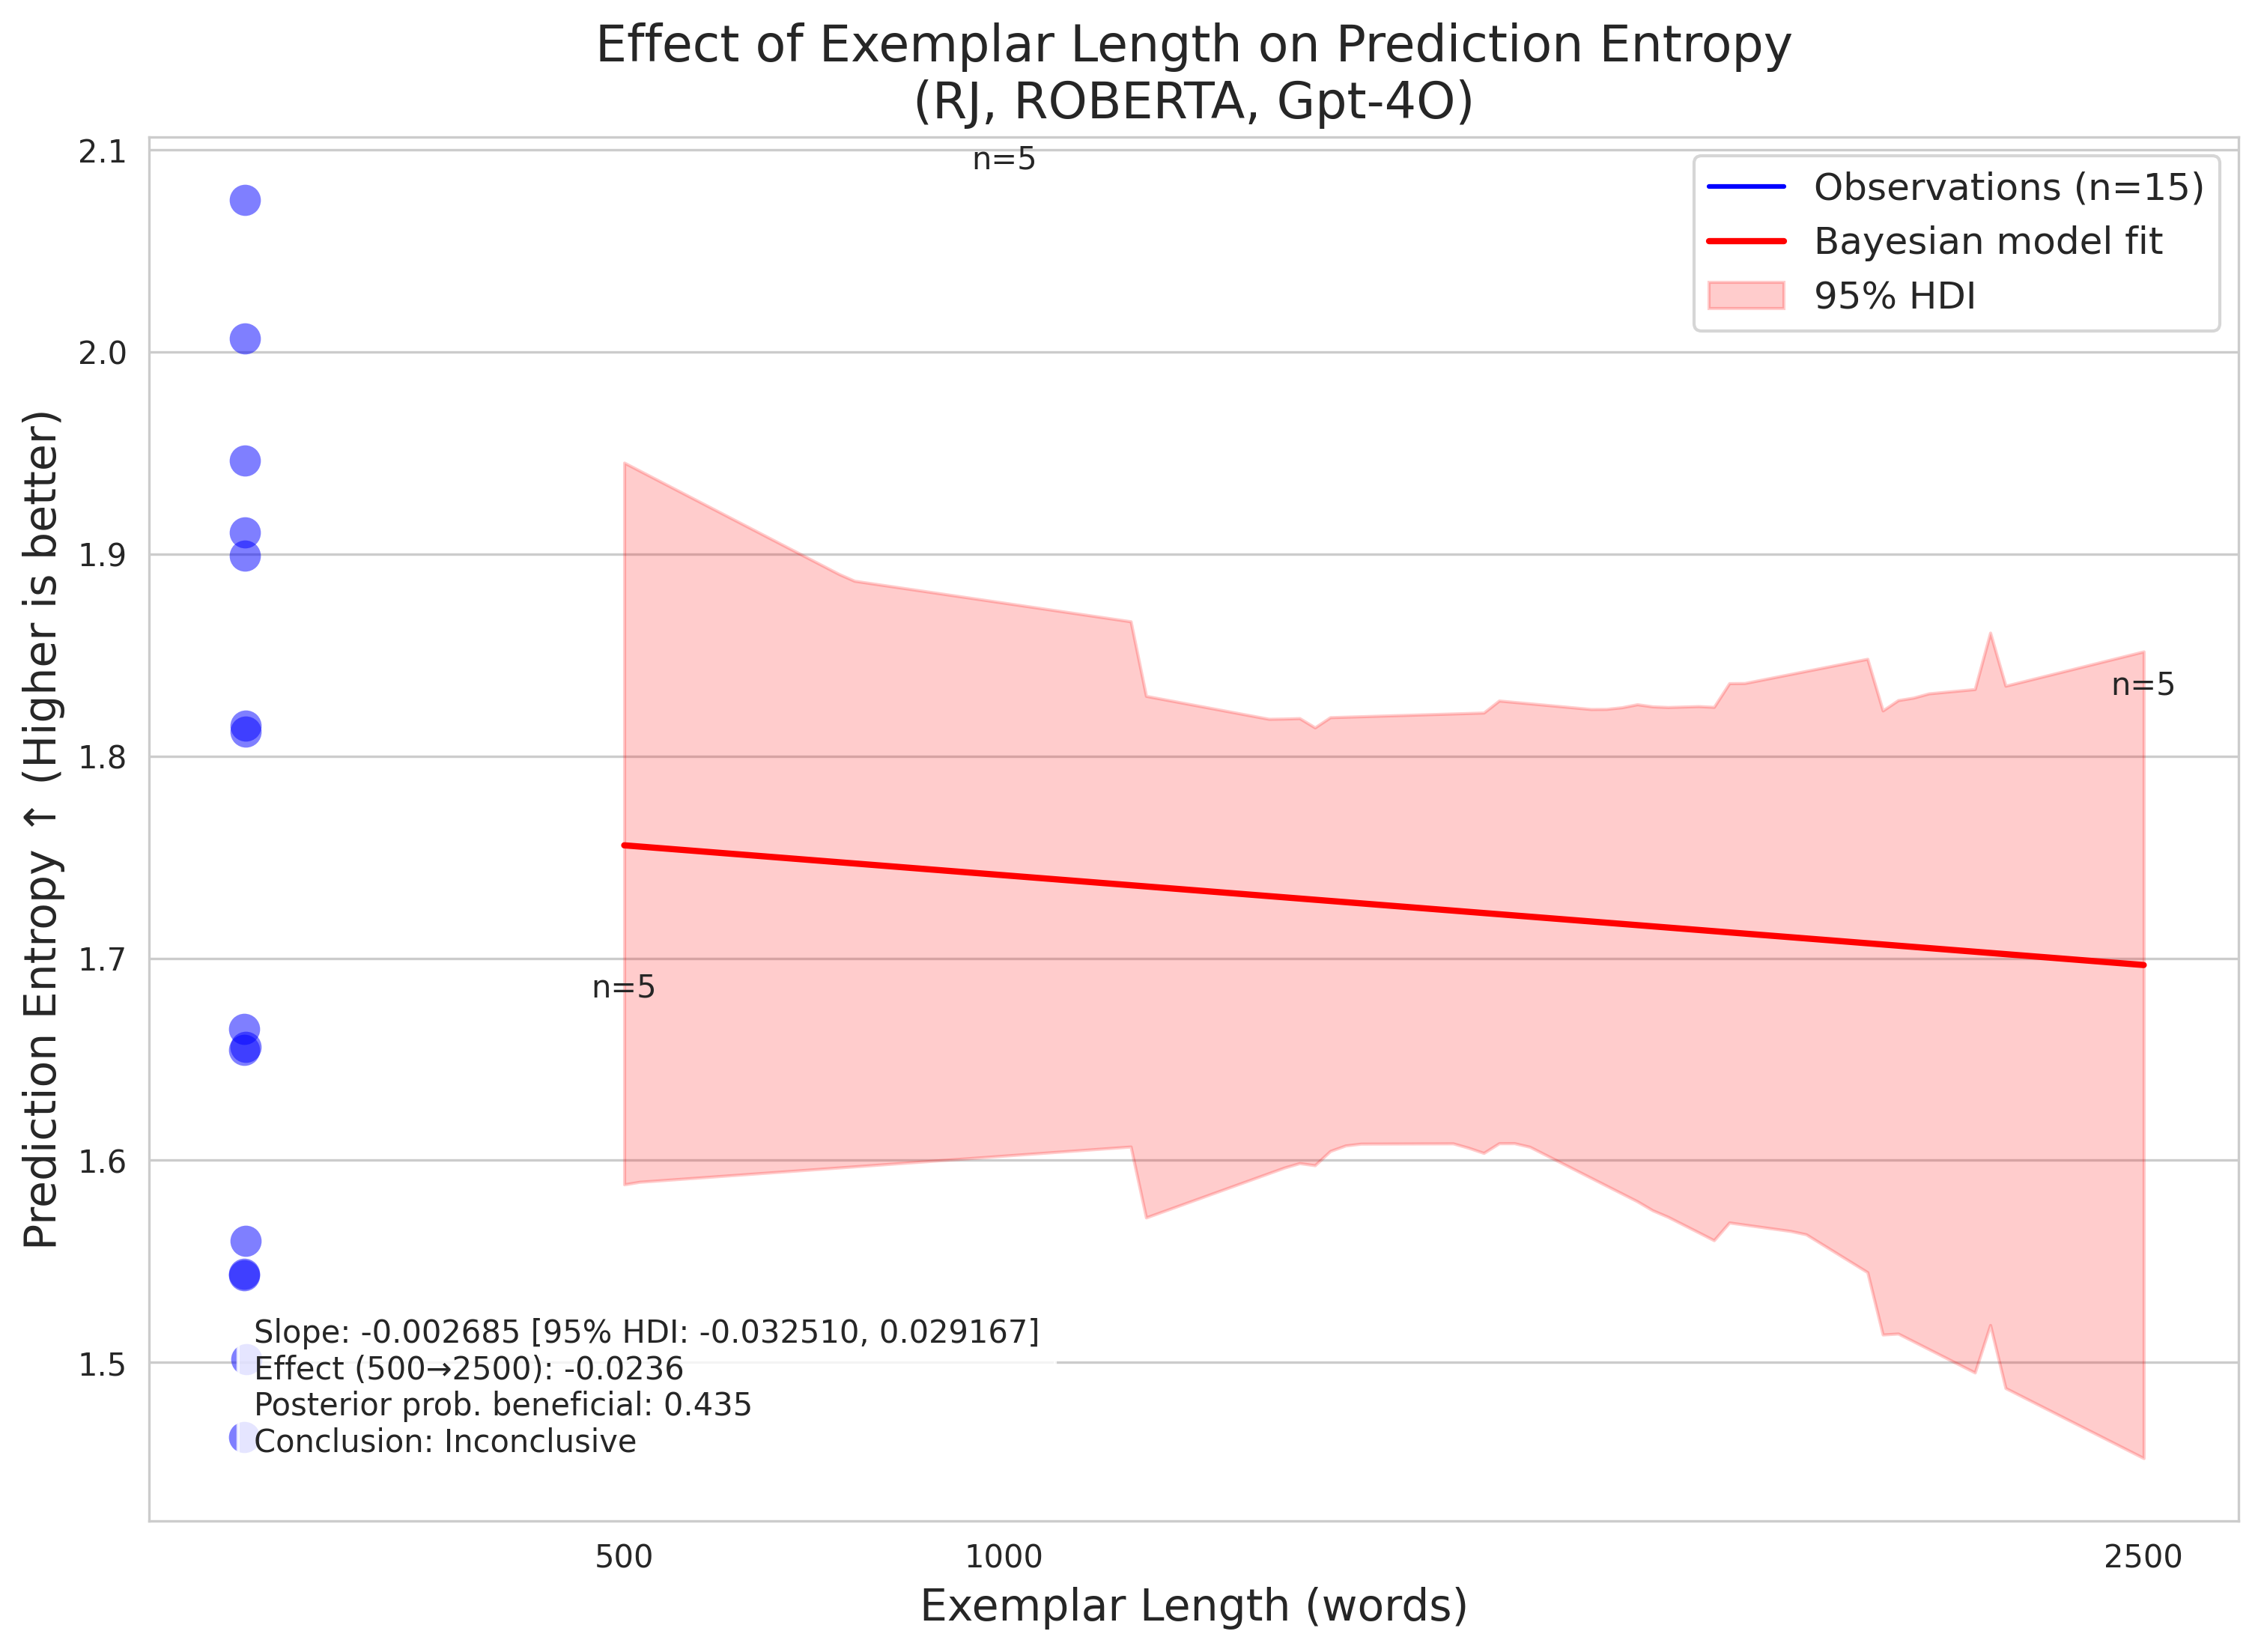 Effect of Exemplar Length on Prediction Entropy
(RJ, ROBERTA, Gpt-4O)
Prediction Entropy ↑ (Higher is better)
2.1
2.0
1.9
1.8
1.7
1.6
1.5
n=5
n=5
n=5
Observations (n=15)
Bayesian model fit
95% HDI
Slope: -0.002685 [95% HDI: -0.032510, 0.029167]
Effect (500→2500): -0.0236
Posterior prob. beneficial: 0.435
Conclusion: Inconclusive
500
1000
2500
Exemplar Length (words)